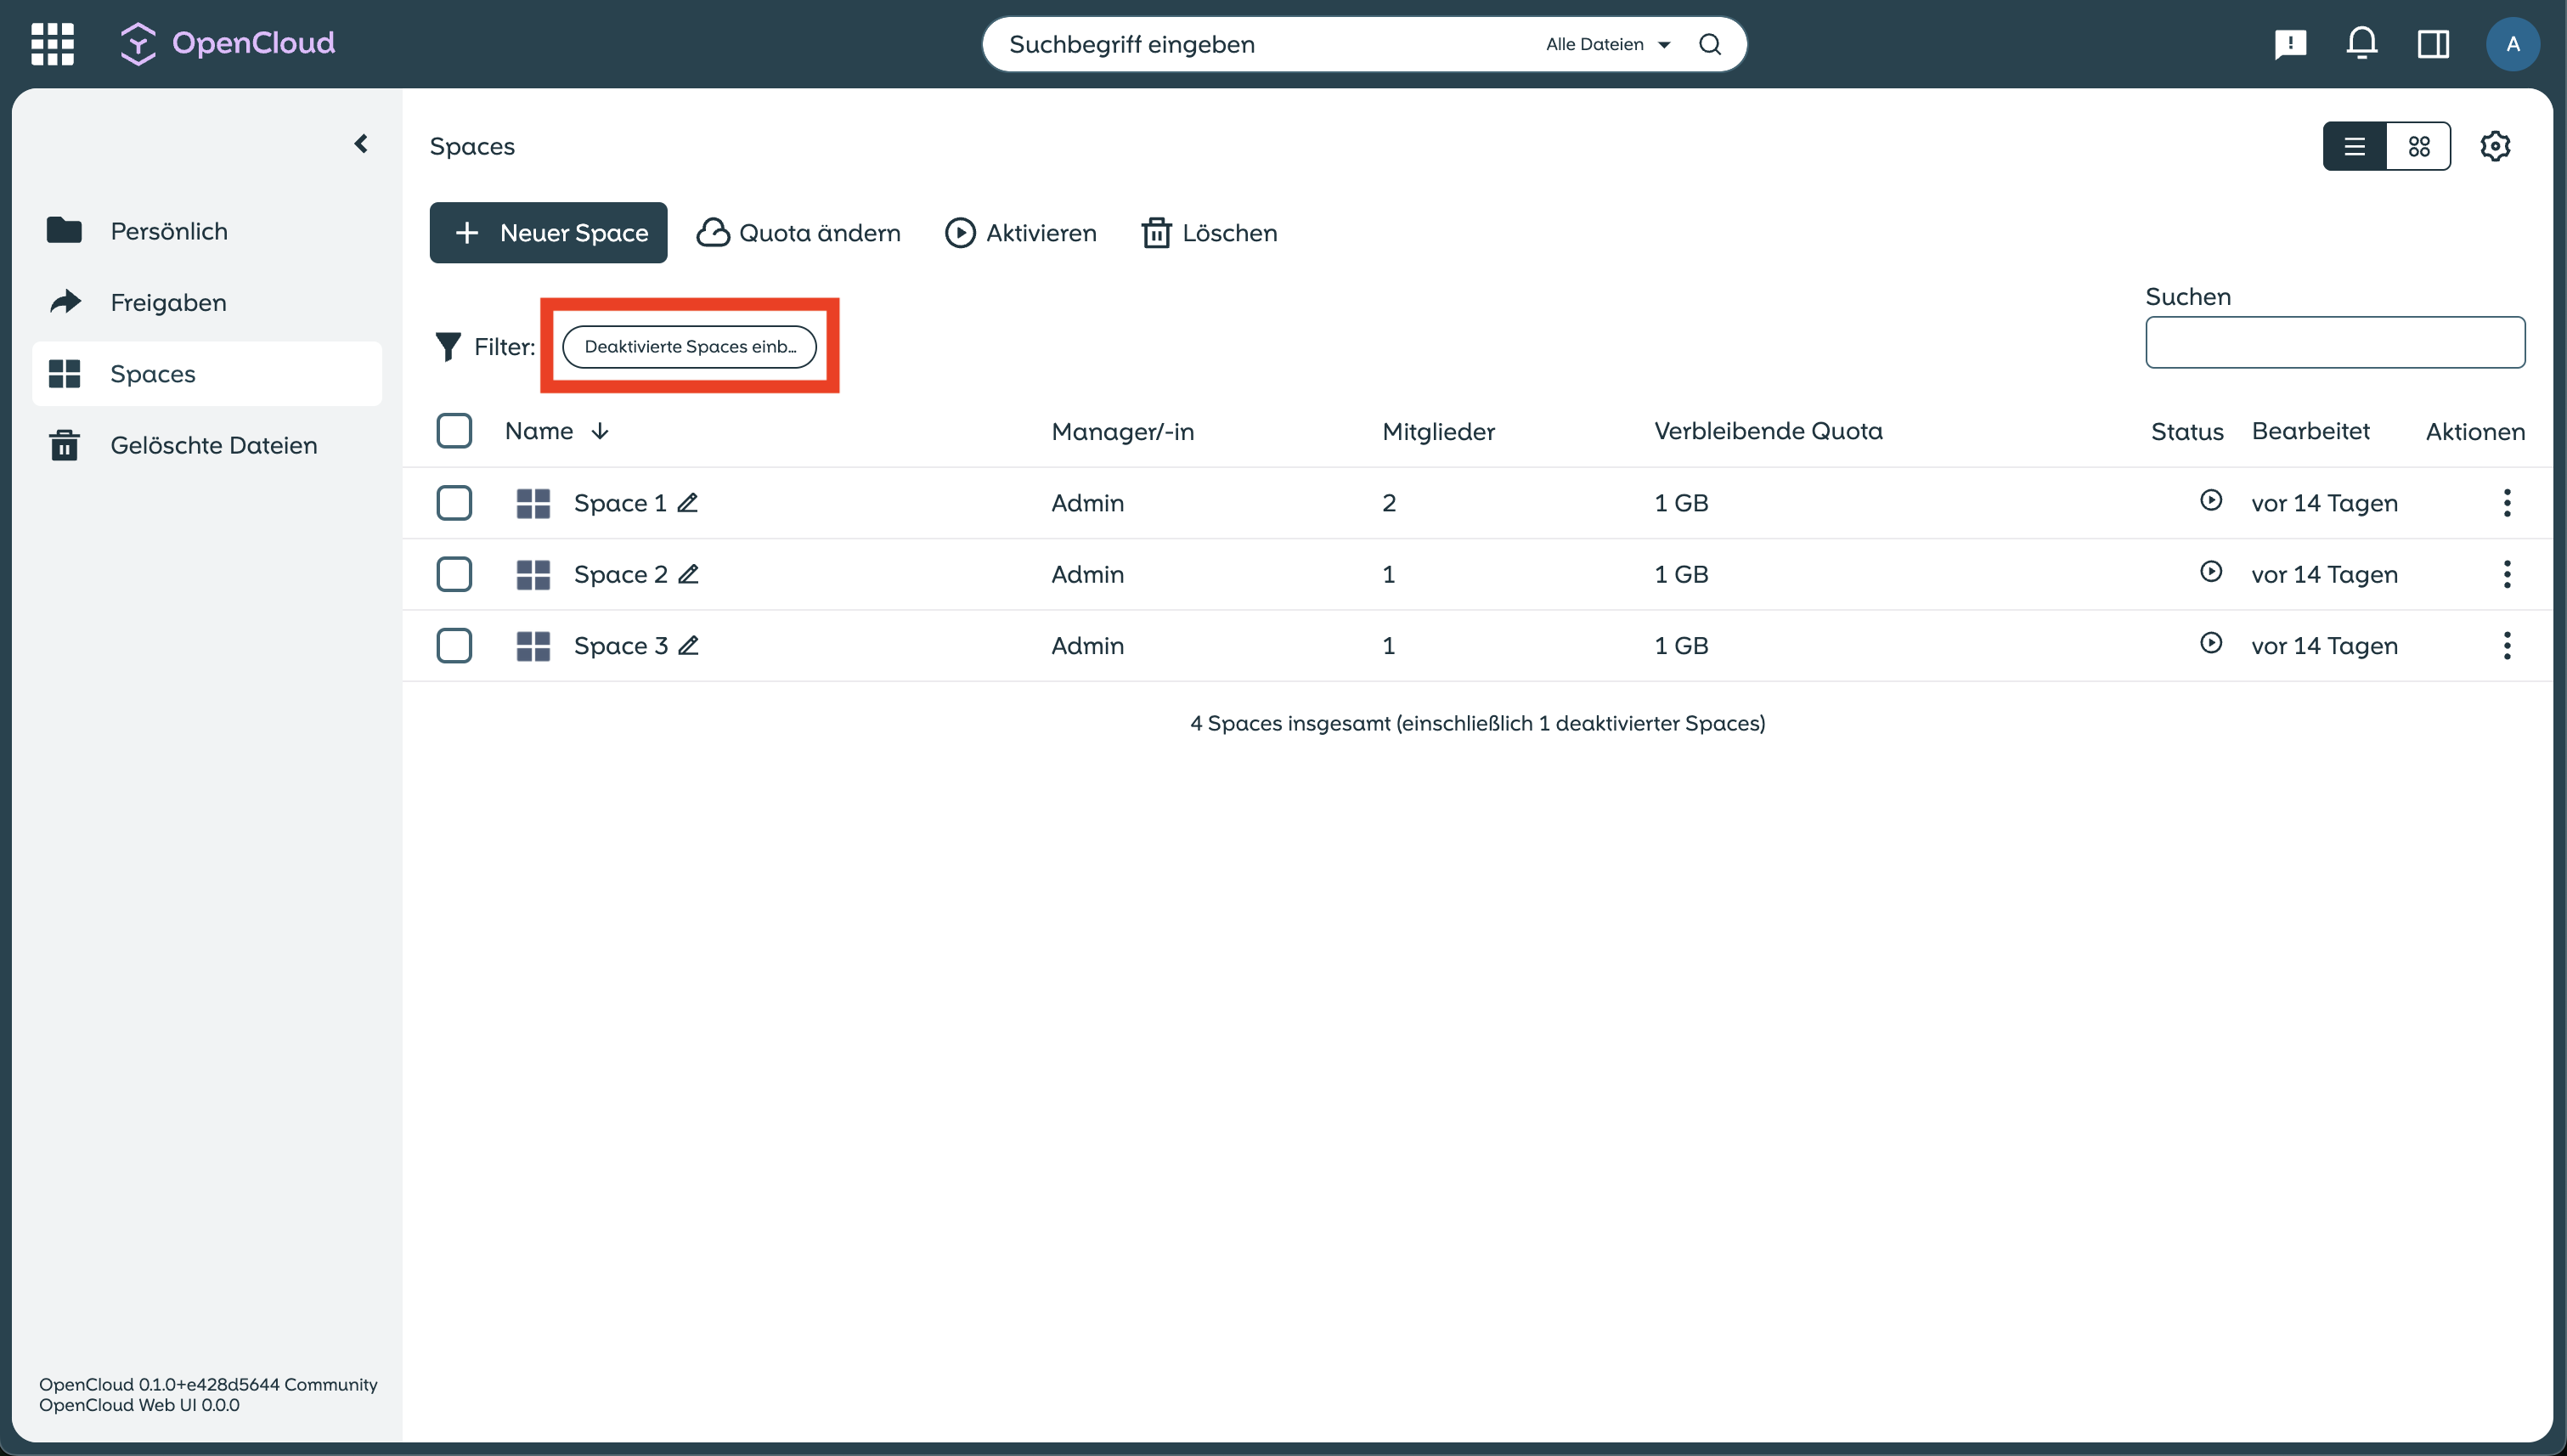 OpenCloud
Suchbegriff eingeben Alle Dateien
A
Spaces
Persönlich
Freigaben
Spaces
Gelöschte Dateien
Neuer Space Quota ändern Aktivieren Löschen
Suchen
Filter: Deaktivierte Spaces einb...
Name Manager/-in Mitglieder Verbleibende Quota Status Bearbeitet Aktionen
Space 1 Admin 2 1 GB vor 14 Tagen
Space 2 Admin 1 1 GB vor 14 Tagen
Space 3 Admin 1 1 GB vor 14 Tagen
4 Spaces insgesamt (einschließlich 1 deaktivierter Spaces)
OpenCloud 0.1.0+e428d5644 Community
OpenCloud Web UI 0.0.0